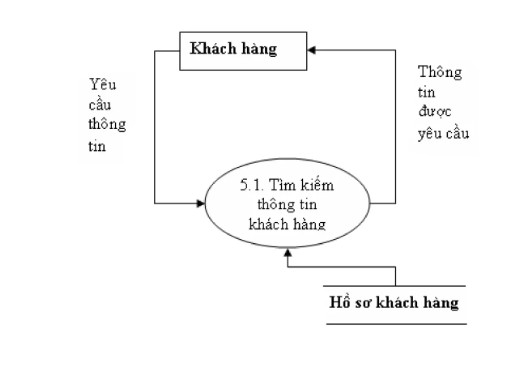 Khách hàng
Yêu
cầu
thông
tin
Thông
tin
được
yêu cầu
5.1. Tìm kiếm
thông tin
khách hàng
Hồ sơ khách hàng